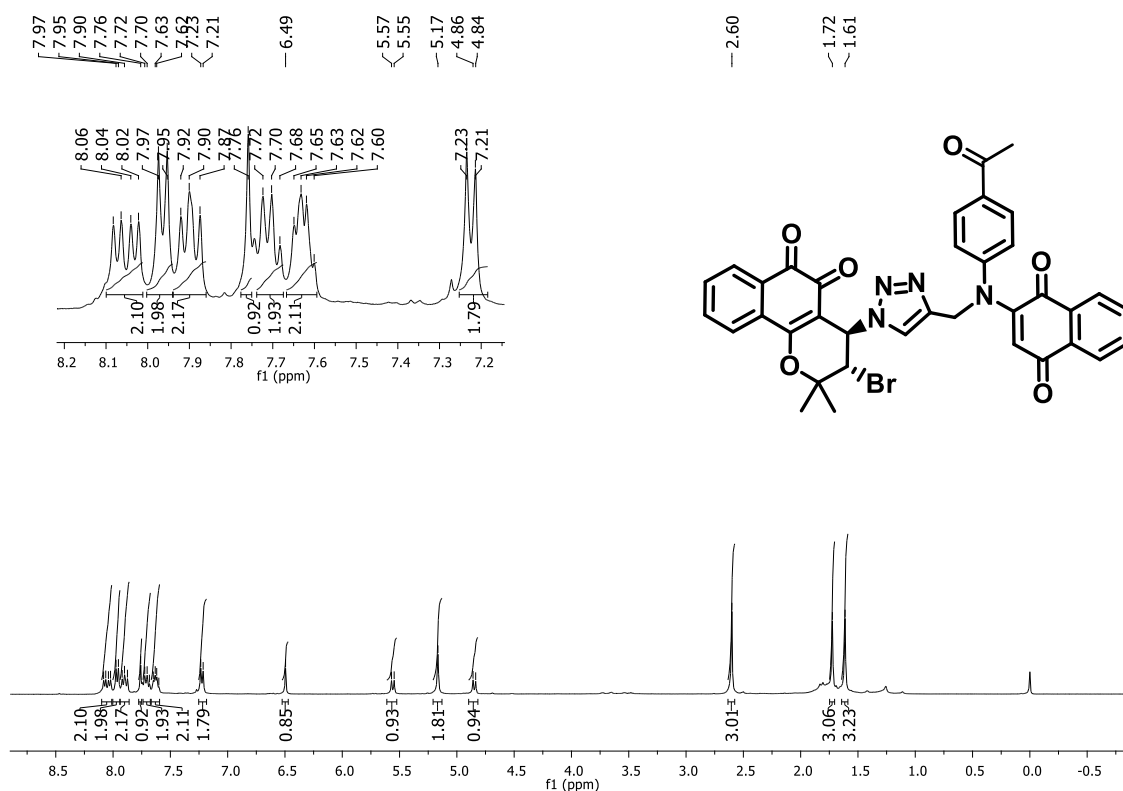 7.97 7.95 7.90 7.76 7.72 7.70 7.63 7.62 7.23 7.21 6.49 5.57 5.55 5.17 4.86 4.84 2.60 1.72 1.61
8.06 8.04 8.02 7.97 7.95 7.92 7.90 7.87 7.76 7.72 7.70 7.68 7.65 7.63 7.62 7.60 7.23 7.21
2.10 1.98 2.17 0.92 1.93 2.11 1.79
8.2 8.1 8.0 7.9 7.8 7.7 7.6 7.5 7.4 7.3 7.2
f1 (ppm)
O
O
O
N N
N
O
Br
N
O
O
2.10 1.98 2.17 0.92 1.93 2.11 1.79 0.85 0.93 1.81 0.94 3.01 3.06 3.23
8.5 8.0 7.5 7.0 6.5 6.0 5.5 5.0 4.5 4.0 3.5 3.0 2.5 2.0 1.5 1.0 0.5 0.0 -0.5
f1 (ppm)